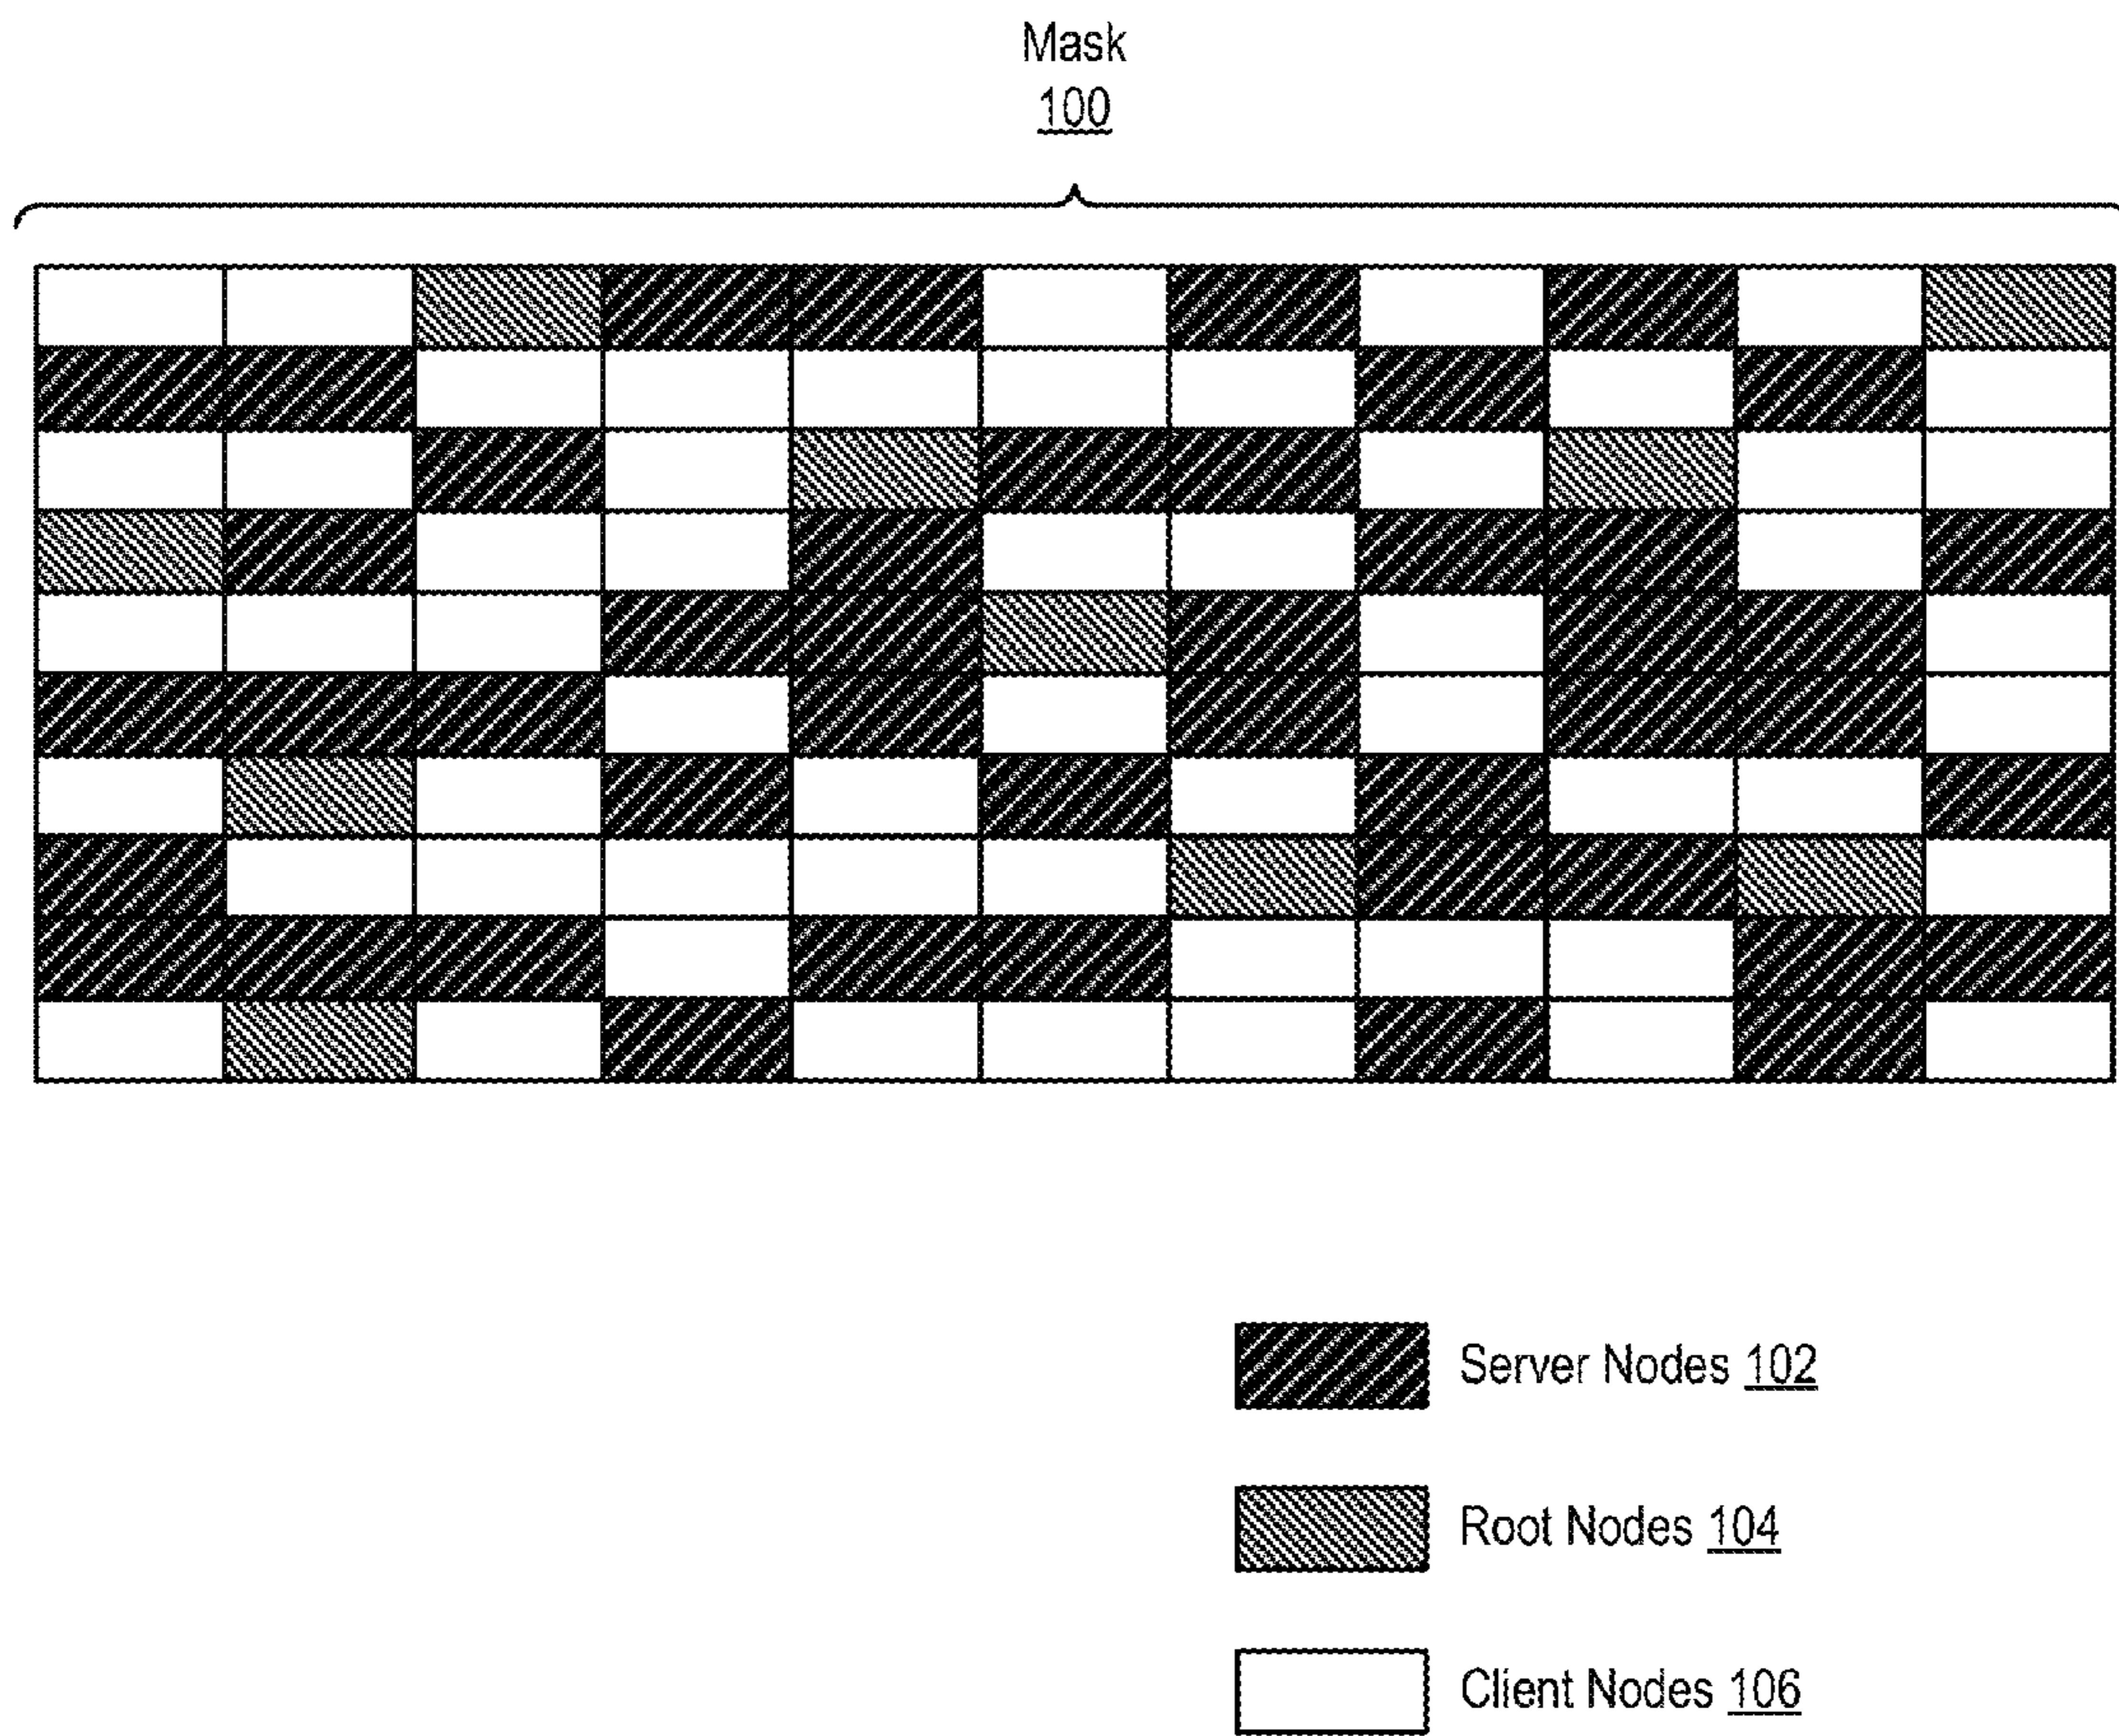 Mask
100
Server Nodes 102
Root Nodes 104
Client Nodes 106